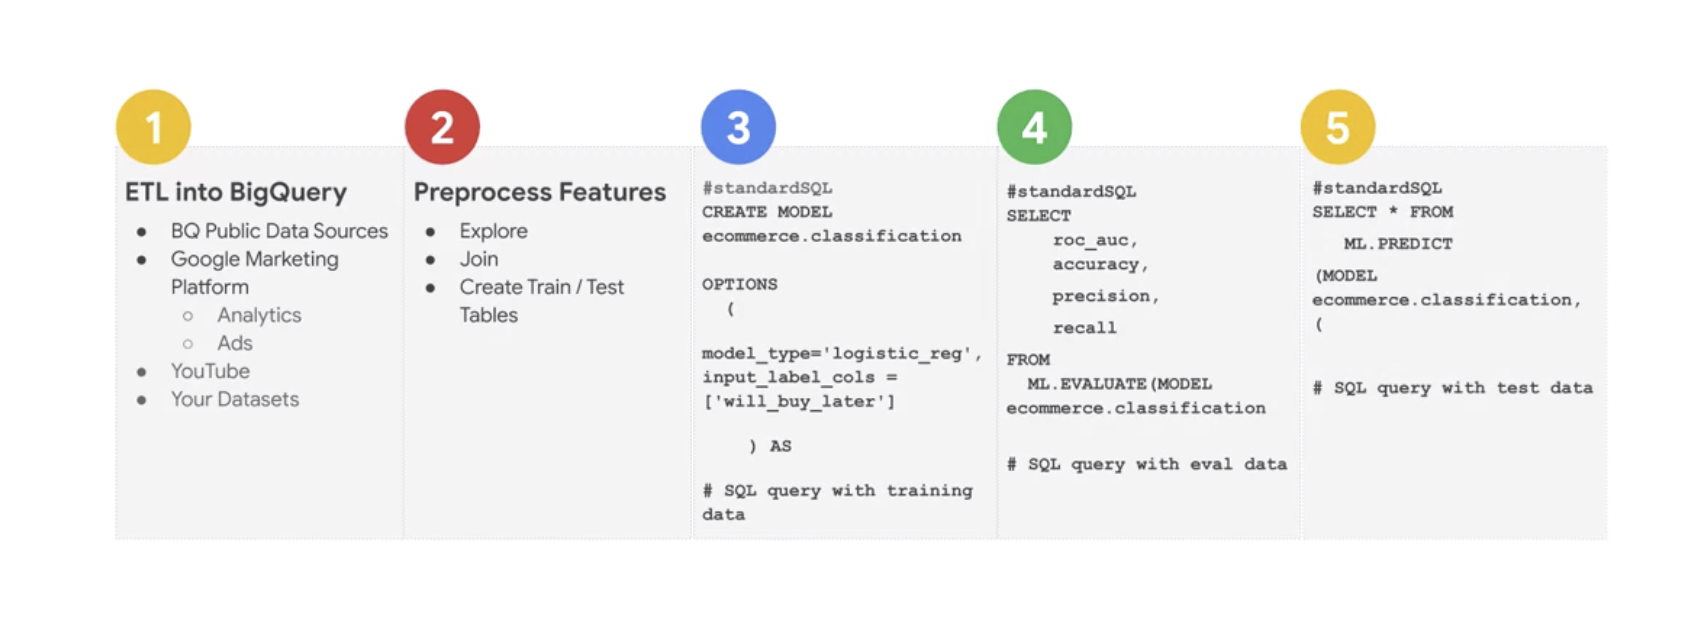 1
ETL into BigQuery
● BQ Public Data Sources
● Google Marketing
Platform
○ Analytics
○ Ads
● YouTube
● Your Datasets
2
Preprocess Features
● Explore
● Join
● Create Train / Test
Tables
3
#standardSQL
CREATE MODEL
ecommerce.classification
OPTIONS
(
model_type='logistic_reg',
input_label_cols =
['will_buy_later']
) AS
# SQL query with training
data
4
#standardSQL
SELECT
roc_auc,
accuracy,
precision,
recall
FROM
ML.EVALUATE(MODEL
ecommerce.classification
# SQL query with eval data
5
#standardSQL
SELECT * FROM
ML.PREDICT
(MODEL
ecommerce.classification,
(
# SQL query with test data